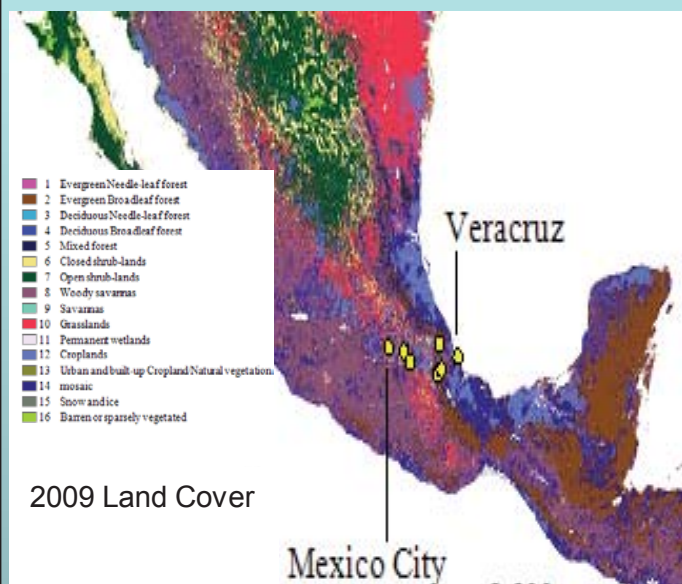 Veracruz
1 Evergreen Needle-leaf forest
2 Evergreen Broadleaf forest
3 Deciduous Needle-leaf forest
4 Deciduous Broadleaf forest
5 Mixed forest
6 Closed shrub-lands
7 Open shrub-lands
8 Woody savannas
9 Savannas
10 Grasslands
11 Permanent wetlands
12 Croplands
13 Urban and built-up Cropland/Natural vegetation
14 mosaic
15 Snow and ice
16 Barren or sparsely vegetated
2009 Land Cover
Mexico City